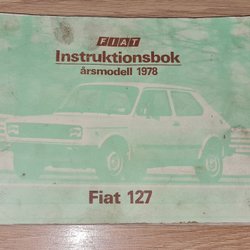 FIAT
Instruktionsbok
årsmodell 1978
Fiat 127